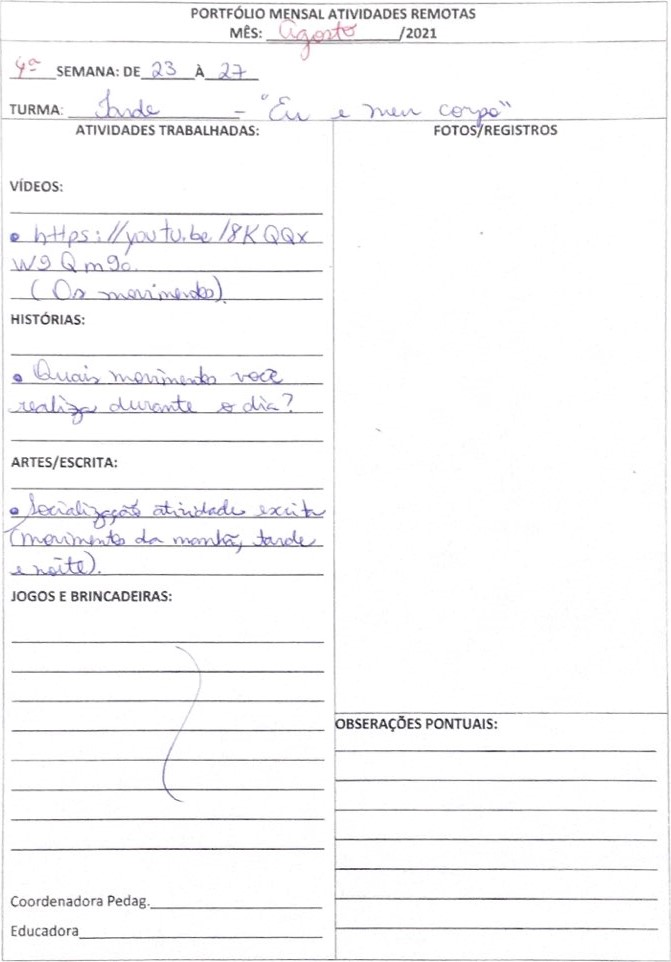 PORTFÓLIO MENSAL ATIVIDADES REMOTAS
MÊS: Agosto /2021
4ª SEMANA: DE 23 À 27
TURMA: Tarde - "Eu e meu corpo"
ATIVIDADES TRABALHADAS:
VÍDEOS:
• https://youtu.be/8KQQx
W9Qm9o.
(Os movimentos).
HISTÓRIAS:
• Quais movimento você
realiza durante o dia?
ARTES/ESCRITA:
• Socialização atividade escrita
(movimento da manhã, tarde
e noite).
JOGOS E BRINCADEIRAS:
Coordenadora Pedag.
Educadora
FOTOS/REGISTROS
OBSERAÇÕES PONTUAIS: